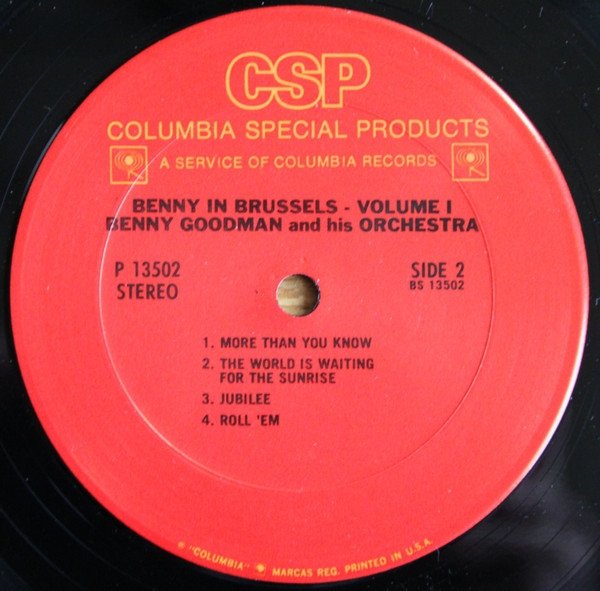 CSP
COLUMBIA SPECIAL PRODUCTS
A SERVICE OF COLUMBIA RECORDS
BENNY IN BRUSSELS - VOLUME I
BENNY GOODMAN and his ORCHESTRA
P 13502
STEREO
SIDE 2
BS 13502
1. MORE THAN YOU KNOW
2. THE WORLD IS WAITING
FOR THE SUNRISE
3. JUBILEE
4. ROLL 'EM
® "COLUMBIA" MARCAS REG. PRINTED IN U.S.A.